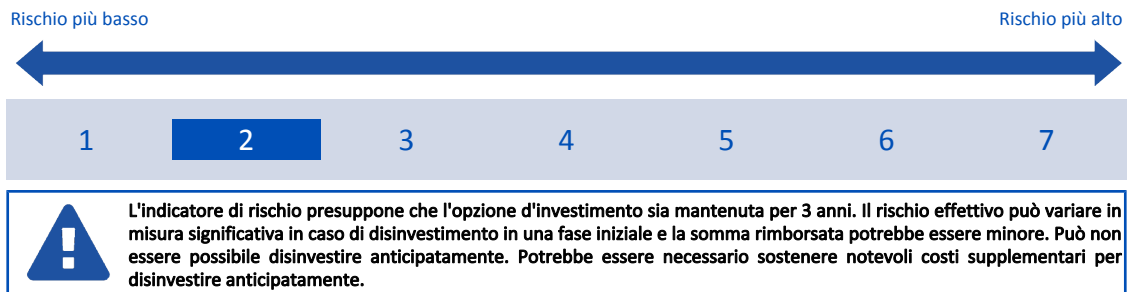 Rischio più basso Rischio più alto
1 2 3 4 5 6 7
L'indicatore di rischio presuppone che l'opzione d'investimento sia mantenuta per 3 anni. Il rischio effettivo può variare in
misura significativa in caso di disinvestimento in una fase iniziale e la somma rimborsata potrebbe essere minore. Può non
essere possibile disinvestire anticipatamente. Potrebbe essere necessario sostenere notevoli costi supplementari per
disinvestire anticipatamente.